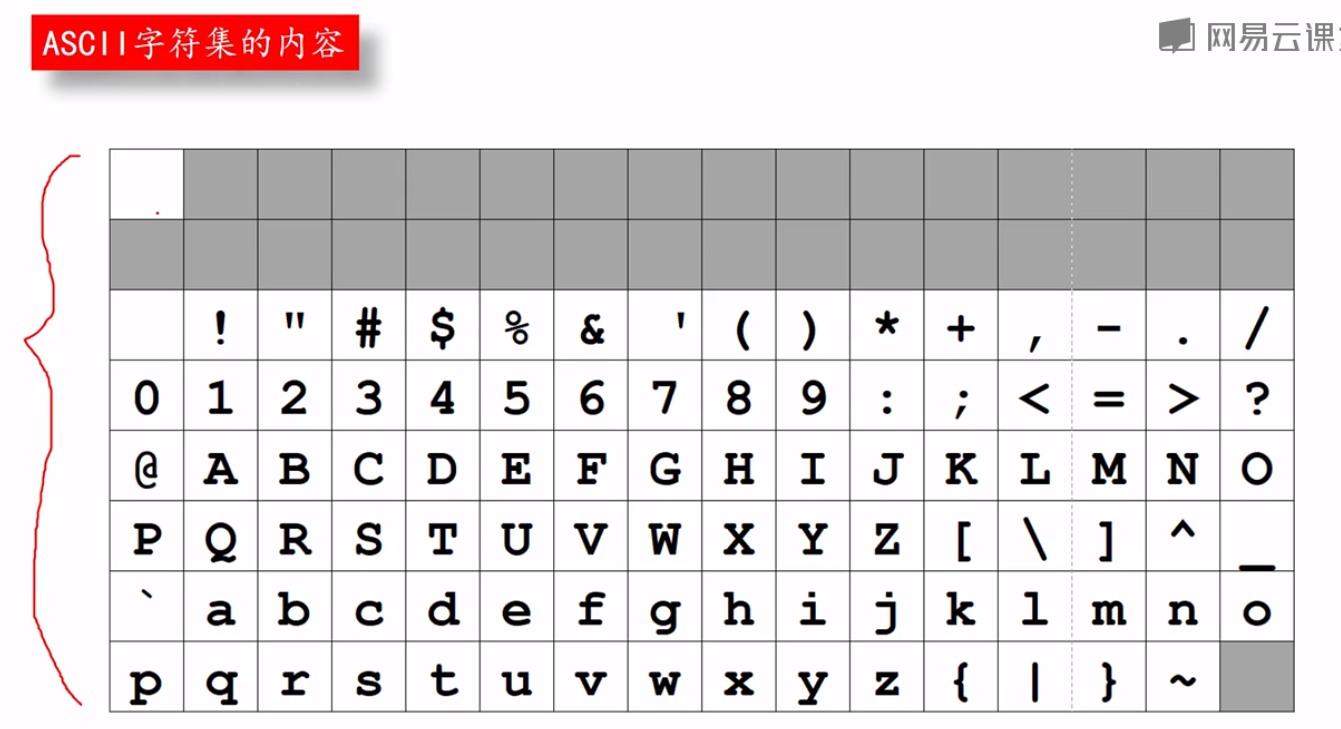 ASCII字符集的内容
网易云课
! " # $ % & ' ( ) * + , - . /
0 1 2 3 4 5 6 7 8 9 : ; < = > ?
@ A B C D E F G H I J K L M N O
P Q R S T U V W X Y Z [ \ ] ^ _
` a b c d e f g h i j k l m n o
p q r s t u v w x y z { | } ~